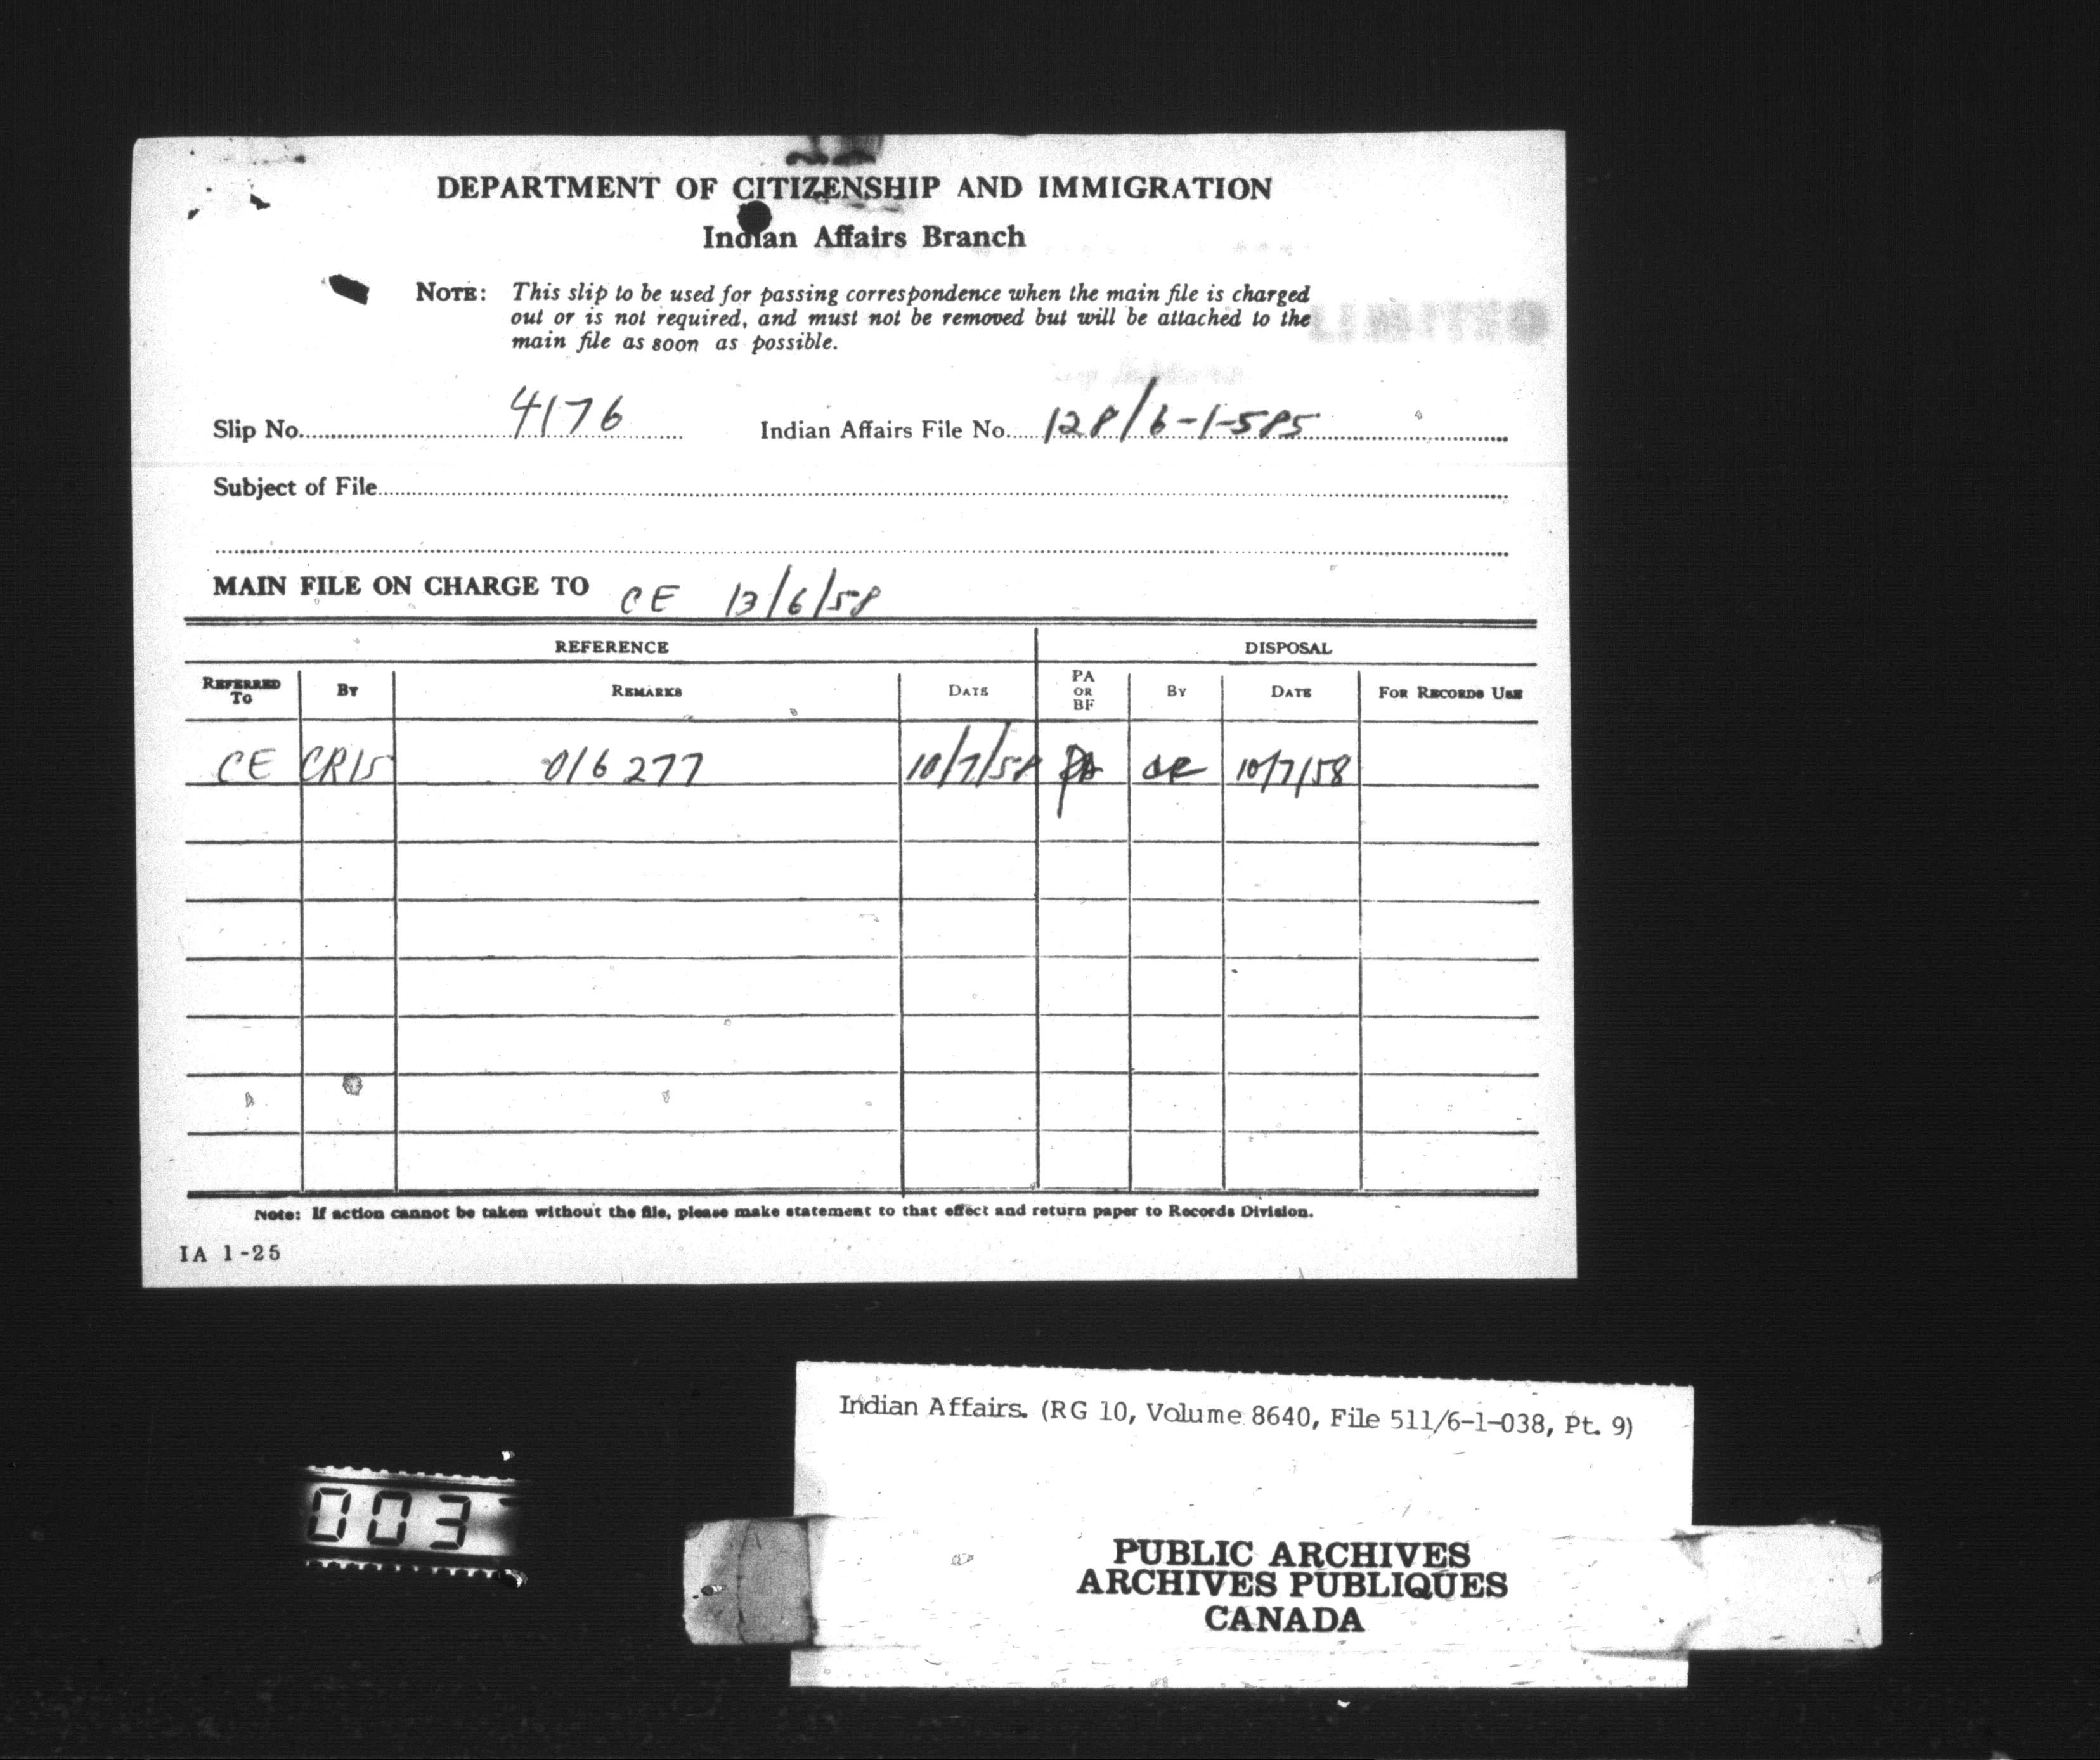 DEPARTMENT OF CITIZENSHIP AND IMMIGRATION
Indian Affairs Branch
NOTE: This slip to be used for passing correspondence when the main file is charged
out or is not required, and must not be removed but will be attached to the
main file as soon as possible.
Slip No. 4176 Indian Affairs File No. 128/6-1-585
Subject of File
MAIN FILE ON CHARGE TO CE 13/6/58
REFERENCE DISPOSAL
REFERRED TO BY REMARKS DATE PA OR BF BY DATE FOR RECORDS USE
CE CR15 016277 10/7/58 PA 10/7/58
Note: If action cannot be taken without the file, please make statement to that effect and return paper to Records Division.
IA 1-25
Indian Affairs. (RG 10, Volume 8640, File 511/6-1-038, Pt. 9)
003
PUBLIC ARCHIVES
ARCHIVES PUBLIQUES
CANADA